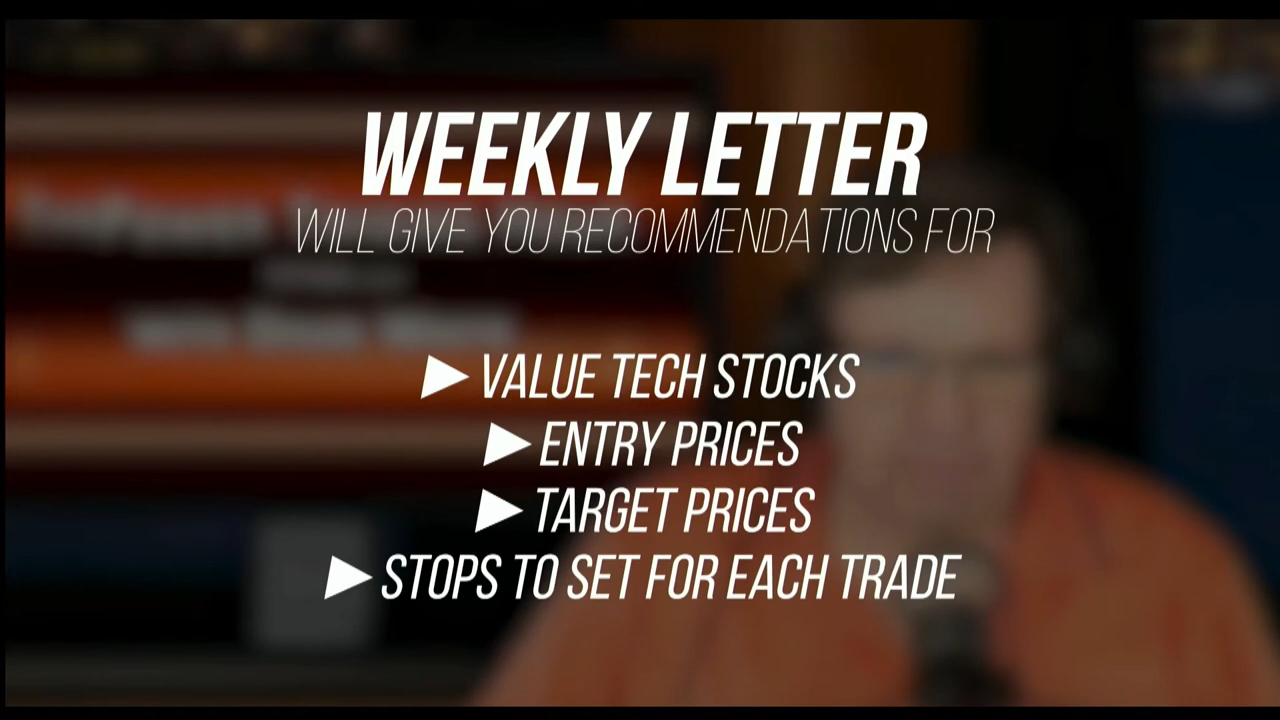 WEEKLY LETTER
WILL GIVE YOU RECOMMENDATIONS FOR
► VALUE TECH STOCKS
► ENTRY PRICES
► TARGET PRICES
► STOPS TO SET FOR EACH TRADE